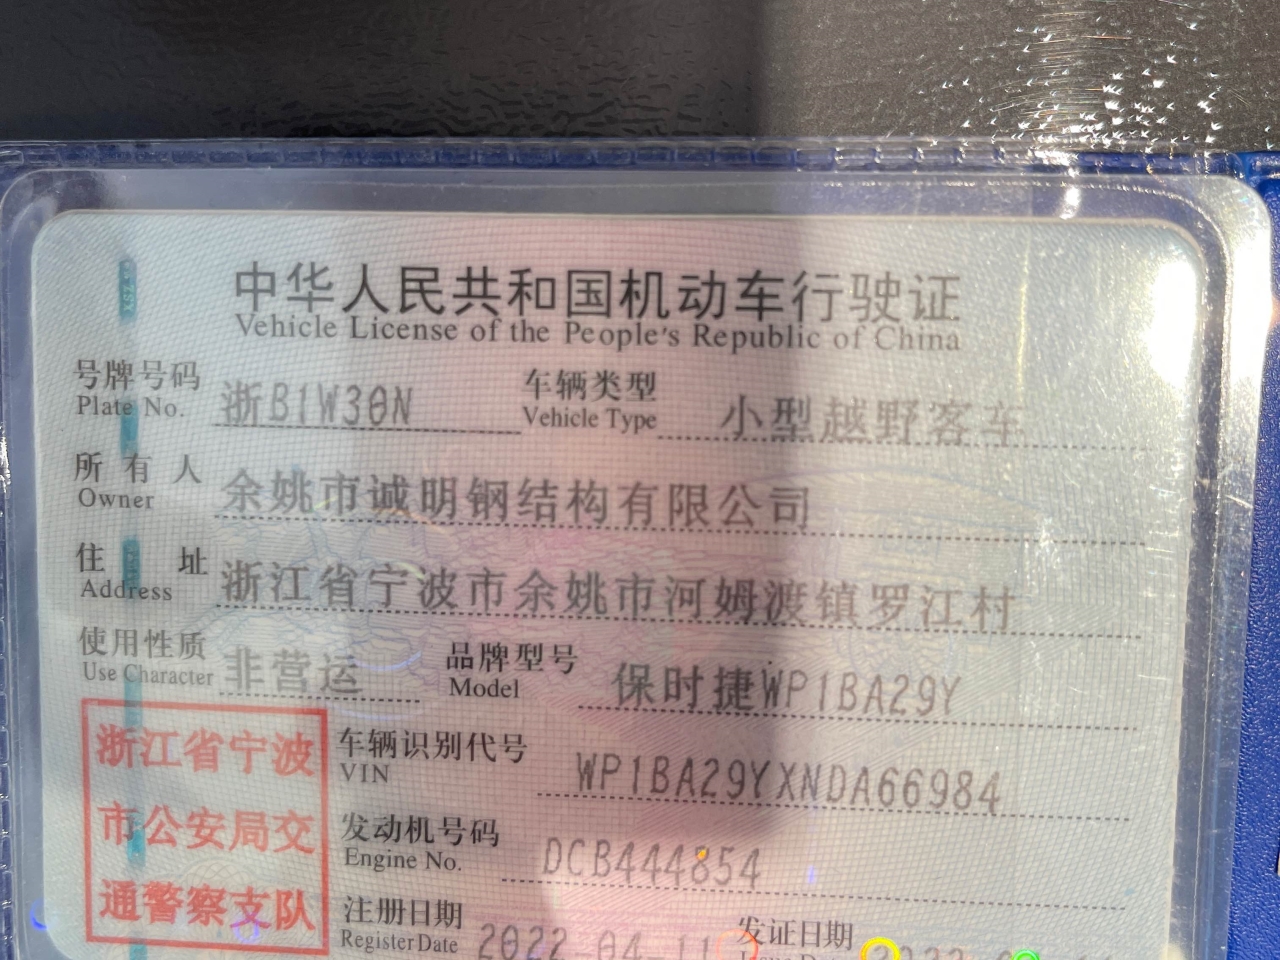 中华人民共和国机动车行驶证
Vehicle License of the People's Republic of China
号牌号码 浙B1W30N 车辆类型 小型越野客车
Plate No. Vehicle Type
所有人 余姚市诚明钢结构有限公司
Owner
住址 浙江省宁波市余姚市河姆渡镇罗江村
Address
使用性质 非营运 品牌型号 保时捷WP1BA29Y
Use Character Model
浙江省宁波
市公安局交
通警察支队
车辆识别代号 WP1BA29YXNDA66984
VIN
发动机号码 DCB444854
Engine No.
注册日期 2022-04-11 发证日期
Register Date